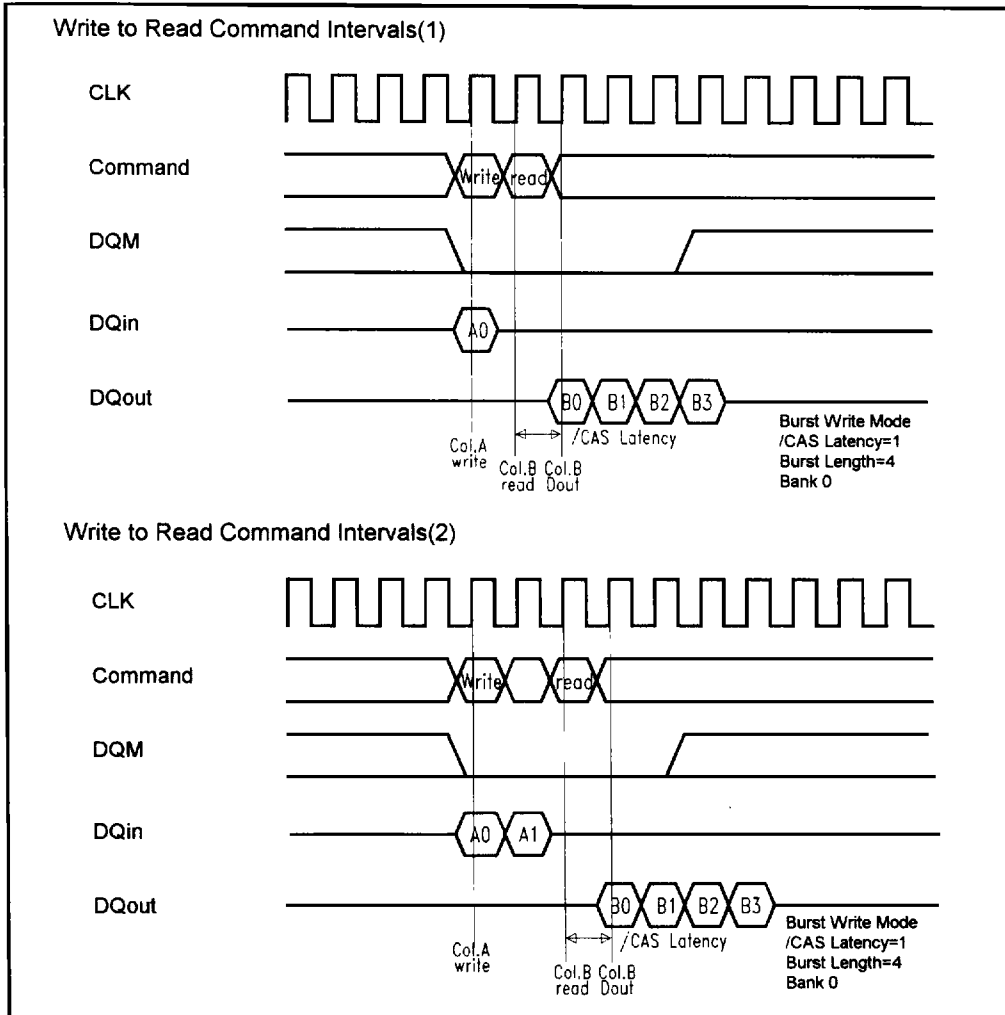 Write to Read Command Intervals(1)
CLK
Command
Write read
DQM
DQin
A0
DQout
B0 B1 B2 B3
/CAS Latency
Col.A
write
Col.B Col.B
read Dout
Burst Write Mode
/CAS Latency=1
Burst Length=4
Bank 0
Write to Read Command Intervals(2)
CLK
Command
Write read
DQM
DQin
A0 A1
DQout
B0 B1 B2 B3
/CAS Latency
Col.A
write
Col.B Col.B
read Dout
Burst Write Mode
/CAS Latency=1
Burst Length=4
Bank 0